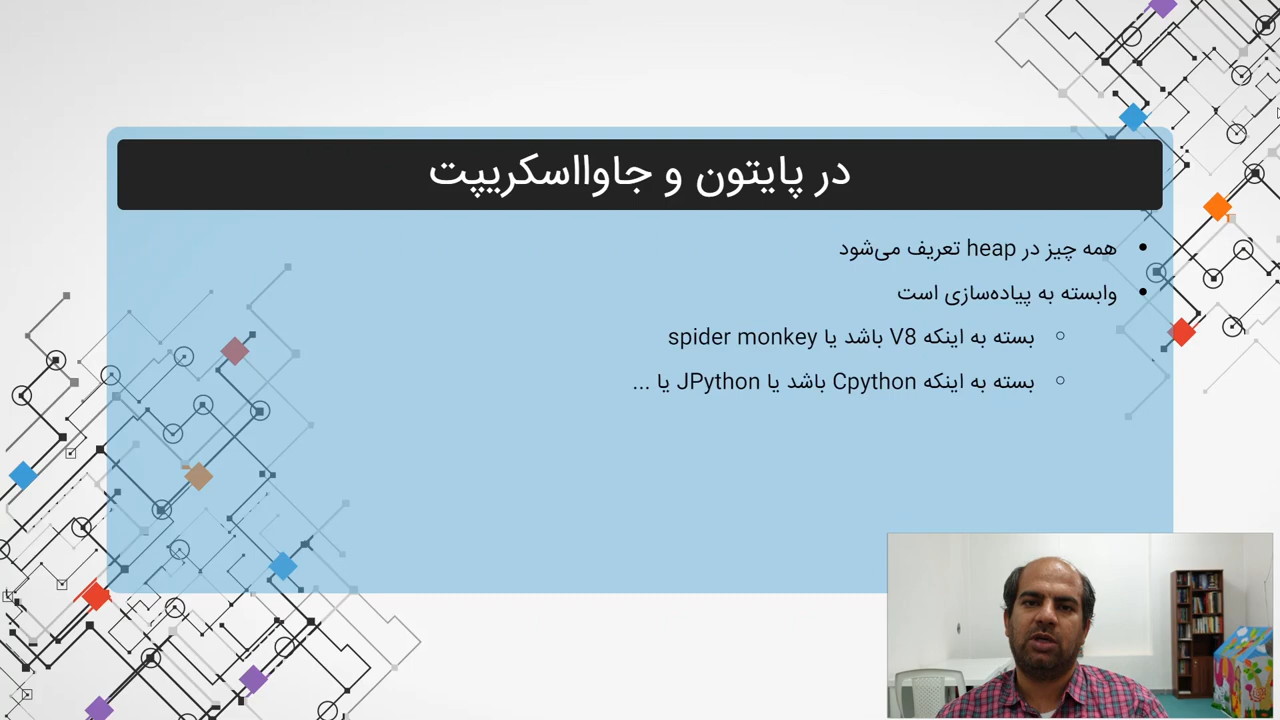 در پایتون و جاوااسکریپت
• همه چیز در heap تعریف می‌شود
• وابسته به پیاده‌سازی است
○ بسته به اینکه V8 باشد یا spider monkey
○ بسته به اینکه Cpython باشد یا JPython یا ...